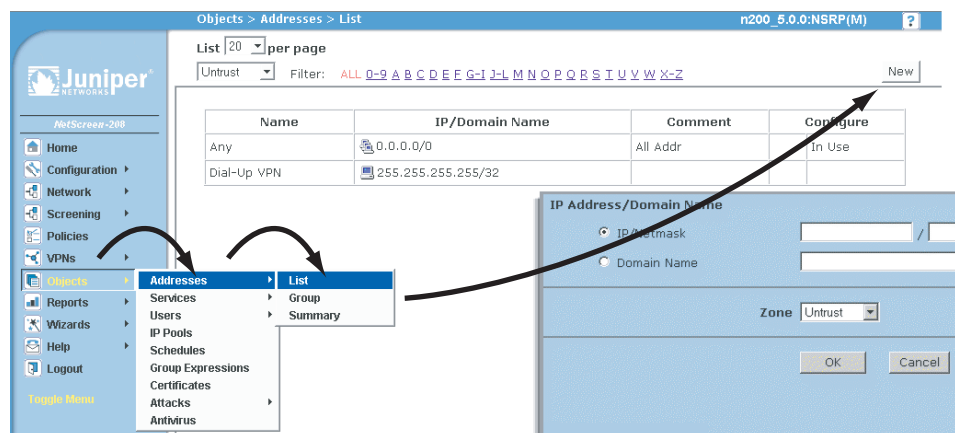 Objects > Addresses > List
n200_5.0.0:NSRP(M)
?
List 20 per page
Untrust
Filter: ALL 0-9 A B C D E F G-I J-L M N O P Q R S T U V W X-Z
New
Juniper
NETWORKS
NetScreen-208
Home
Configuration
Network
Screening
Policies
VPNs
Objects
Reports
Wizards
Help
Logout
Toggle Menu
Name IP/Domain Name Comment Configure
Any 0.0.0.0/0 All Addr In Use
Dial-Up VPN 255.255.255.255/32
Addresses
Services
Users
IP Pools
Schedules
Group Expressions
Certificates
Attacks
Antivirus
List
Group
Summary
IP Address/Domain Name
IP/Netmask /
Domain Name
Zone Untrust
OK Cancel